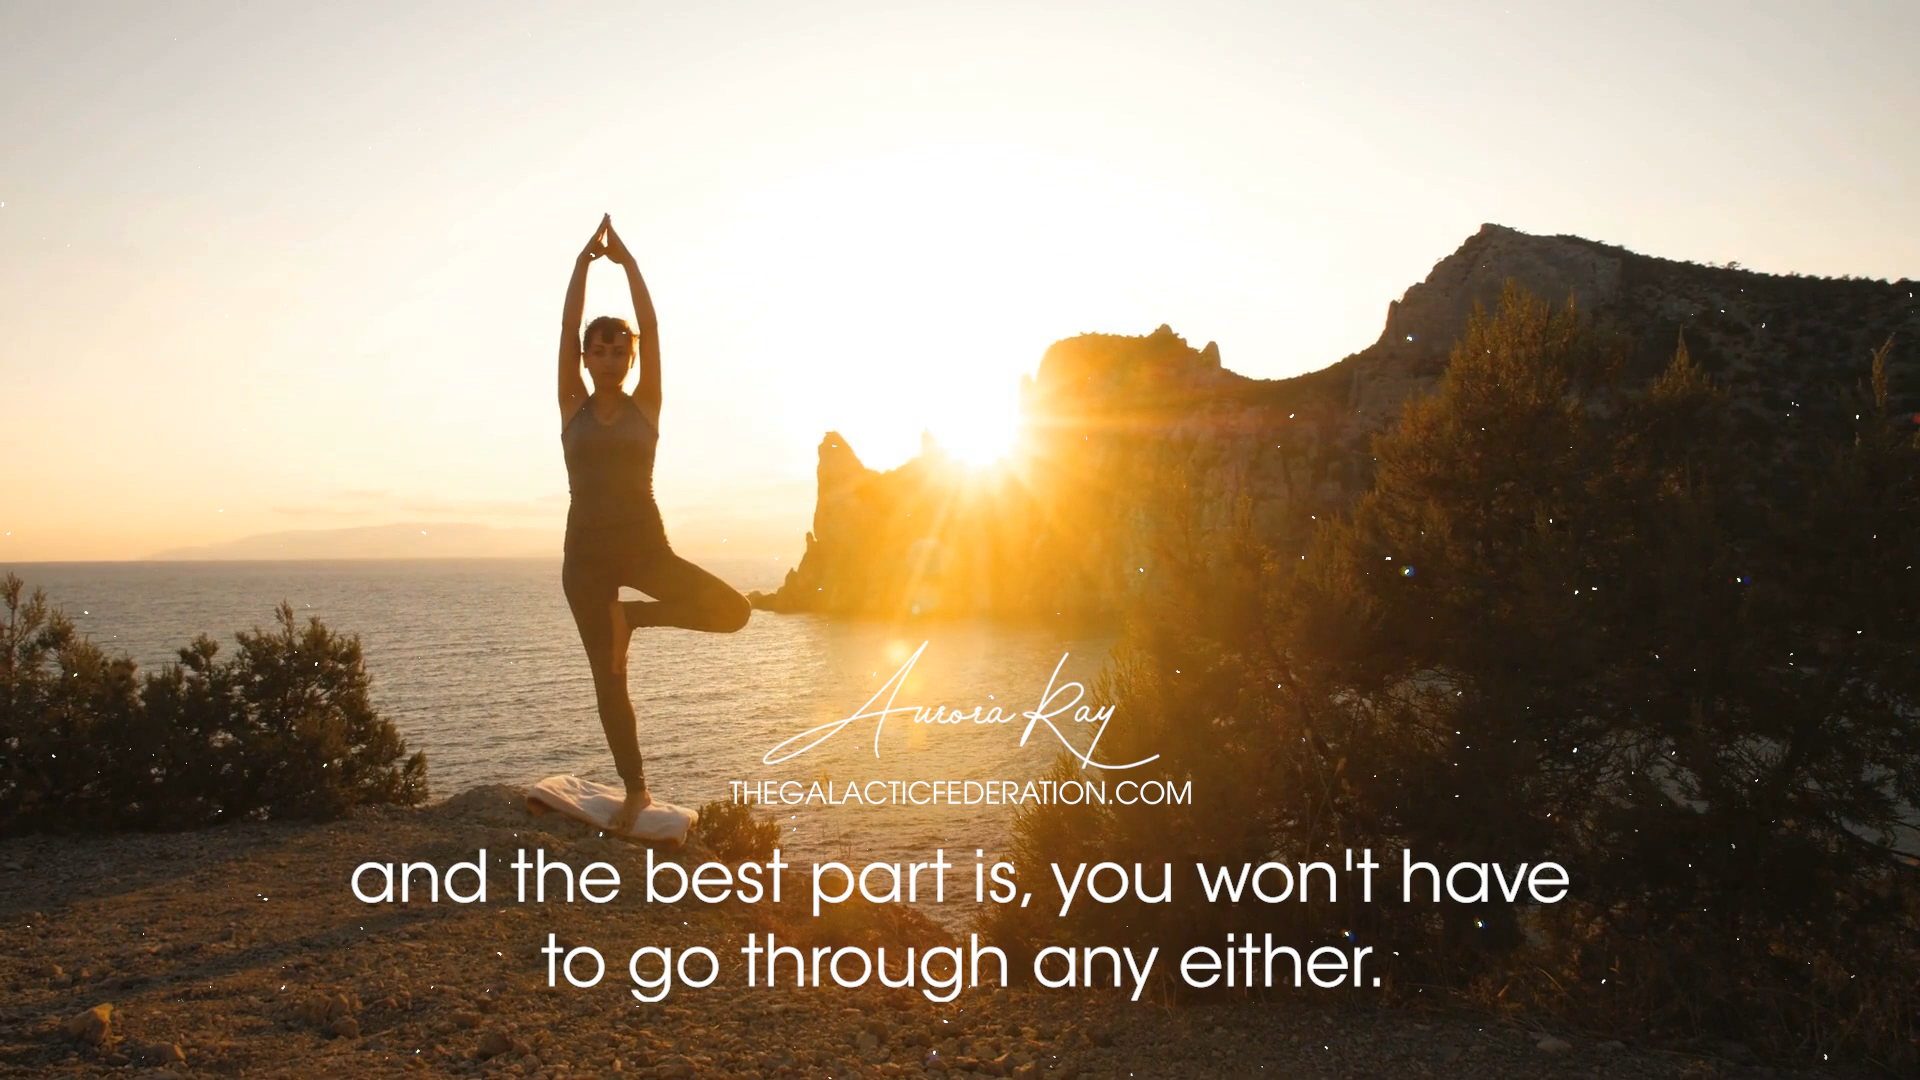 Aurora Ray
THEGALACTICFEDERATION.COM
and the best part is, you won't have
to go through any either.